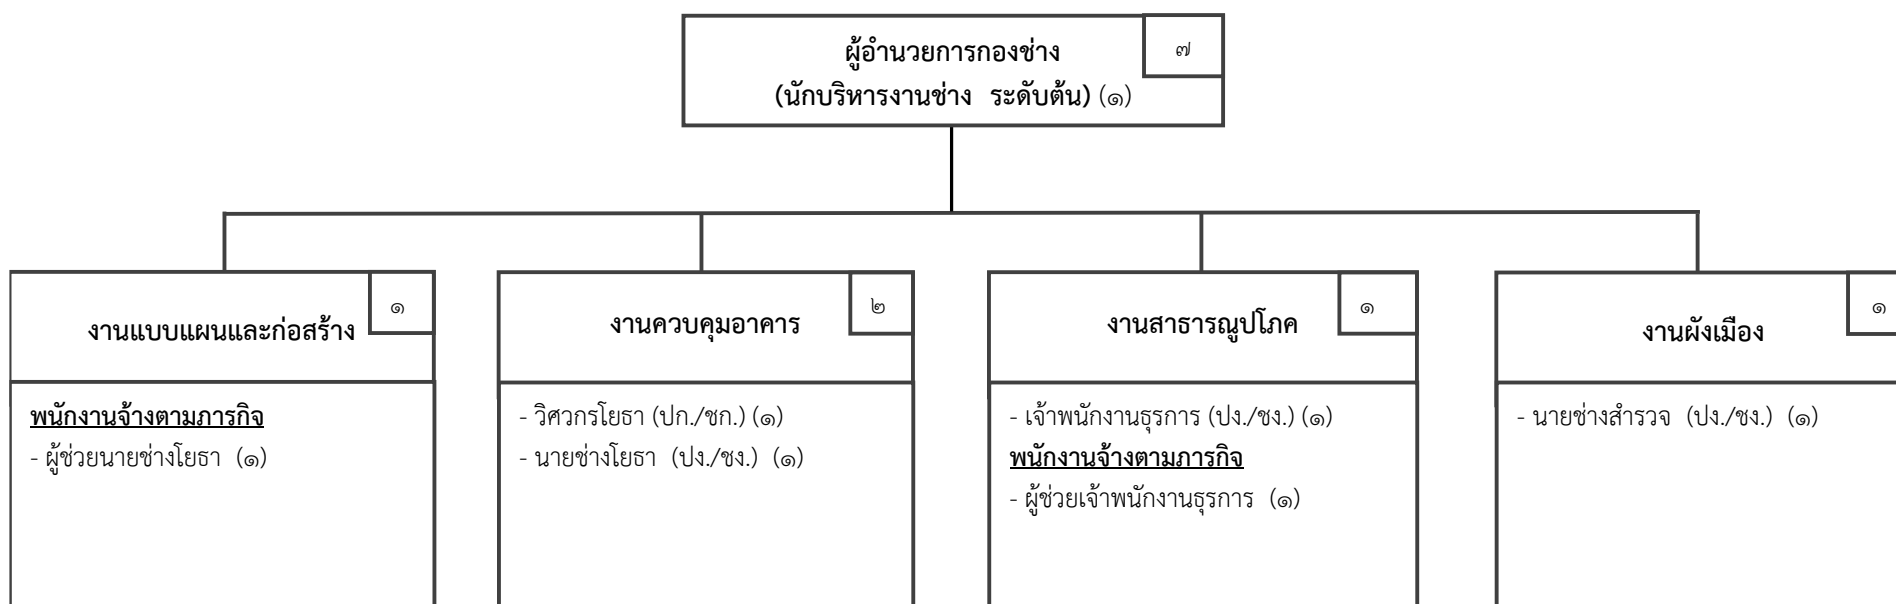 ผู้อำนวยการกองช่าง
๗
(นักบริหารงานช่าง ระดับต้น) (๑)
งานแบบแผนและก่อสร้าง
๑
พนักงานจ้างตามภารกิจ
- ผู้ช่วยนายช่างโยธา (๑)
งานควบคุมอาคาร
๒
- วิศวกรโยธา (ปก./ชก.) (๑)
- นายช่างโยธา (ปง./ชง.) (๑)
งานสาธารณูปโภค
๑
- เจ้าพนักงานธุรการ (ปง./ชง.) (๑)
พนักงานจ้างตามภารกิจ
- ผู้ช่วยเจ้าพนักงานธุรการ (๑)
งานผังเมือง
๑
- นายช่างสำรวจ (ปง./ชง.) (๑)